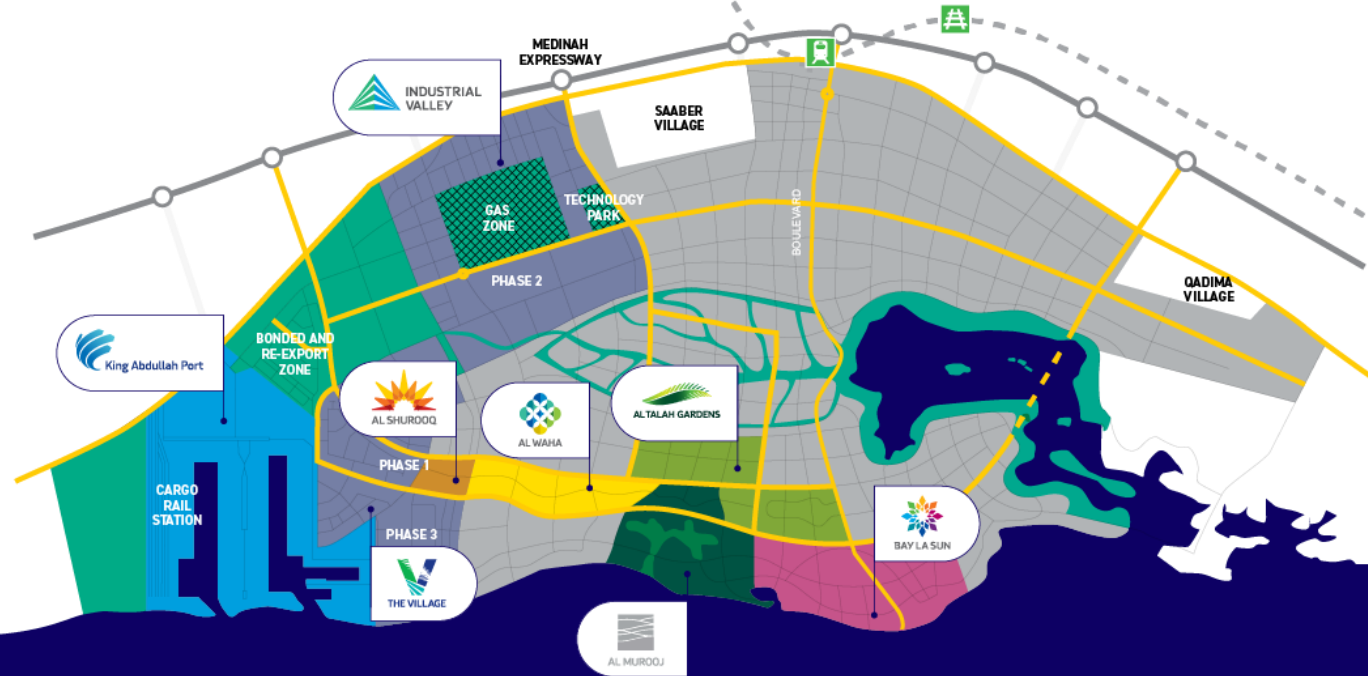 MEDINAH
EXPRESSWAY
INDUSTRIAL
VALLEY
SAABER
VILLAGE
GAS
ZONE
TECHNOLOGY
PARK
BOULEVARD
PHASE 2
QADIMA
VILLAGE
BONDED AND
RE-EXPORT
ZONE
King Abdullah Port
AL SHUROOQ
AL WAHA
ALTALAH GARDENS
PHASE 1
CARGO
RAIL
STATION
PHASE 3
BAY LA SUN
THE VILLAGE
AL MUROOJ